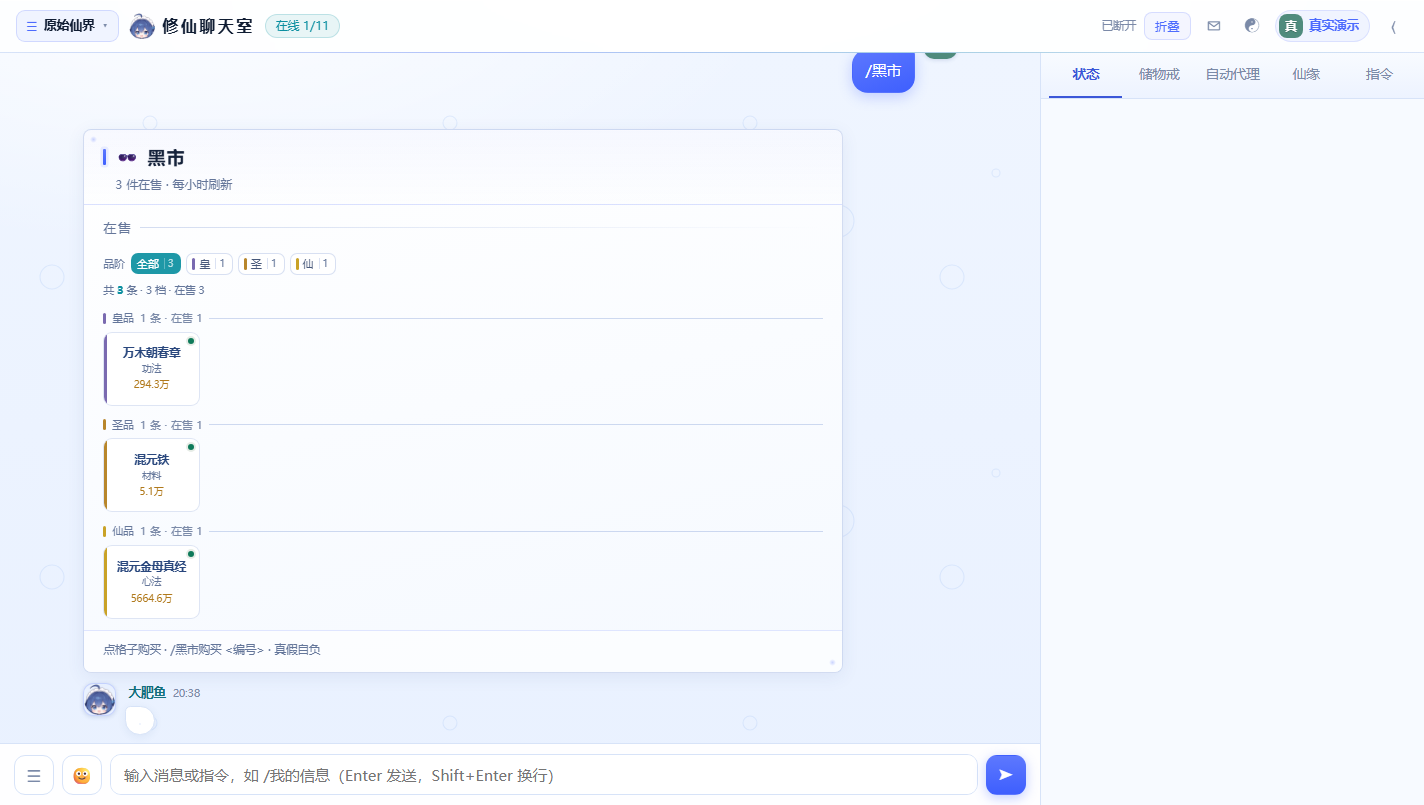 ☰ 原始仙界 修仙聊天室 在线 1/11 已断开 折叠 真 真实演示
状态 储物戒 自动代理 仙缘 指令
/黑市
黑市
3 件在售 · 每小时刷新
在售
品阶 全部 3 皇 1 圣 1 仙 1
共 3 条 · 3 档 · 在售 3
皇品 1 条 · 在售 1
万木朝春章
功法
294.3万
圣品 1 条 · 在售 1
混元铁
材料
5.1万
仙品 1 条 · 在售 1
混元金母真经
心法
5664.6万
点格子购买 · /黑市购买 <编号> · 真假自负
大肥鱼 20:38
输入消息或指令，如 /我的信息（Enter 发送，Shift+Enter 换行）